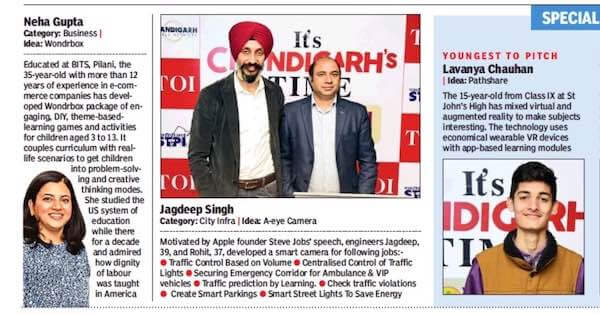 Neha Gupta
Category: Business |
Idea: Wondrbox
Educated at BITS, Pilani, the
35-year-old with more than 12
years of experience in e-com-
merce companies has devel-
oped Wondrbox package of en-
gaging, DIY, theme-based-
learning games and activities
for children aged 3 to 13. It
couples curriculum with real-
life scenarios to get children
into problem-solv-
ing and creative
thinking modes.
She studied the
US system of
education
while there
for a decade
and admired
how dignity
of labour
was taught
in America
It's
CHANDIGARH'S
TIME
TOI
STPI
Jagdeep Singh
Category: City Infra | Idea: A-eye Camera
Motivated by Apple founder Steve Jobs' speech, engineers Jagdeep,
39, and Rohit, 37, developed a smart camera for following jobs:-
● Traffic Control Based on Volume ● Centralised Control of Traffic
Lights ● Securing Emergency Corridor for Ambulance & VIP
vehicles ● Traffic prediction by Learning. ● Check traffic violations
● Create Smart Parkings ● Smart Street Lights To Save Energy
SPECIAL
YOUNGEST TO PITCH
Lavanya Chauhan
| Idea: Pathshare
The 15-year-old from Class IX at St
John's High has mixed virtual and
augmented reality to make subjects
interesting. The technology uses
economical wearable VR devices
with app-based learning modules
It's